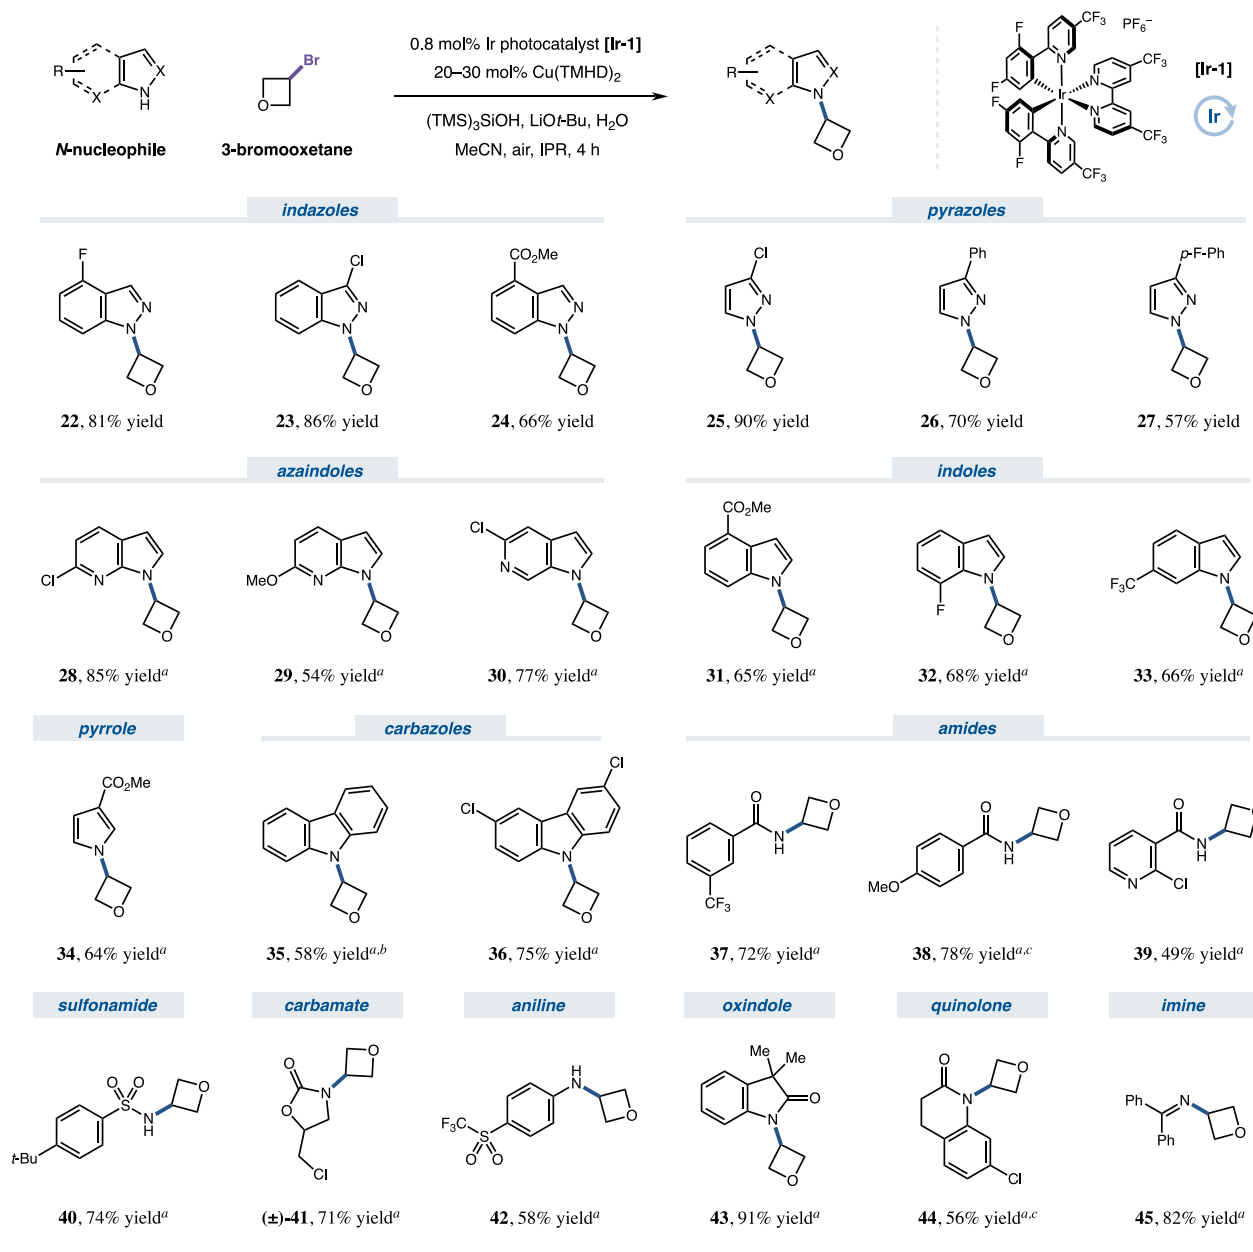 Br
0.8 mol% Ir photocatalyst [Ir-1]
20–30 mol% Cu(TMHD)₂
(TMS)₃SiOH, LiOt-Bu, H₂O
MeCN, air, IPR, 4 h
R X X N H
O
N-nucleophile
3-bromooxetane
R X X N O
CF₃ PF₆⁻
F N CF₃
F N
Ir
F N
N CF₃
F CF₃
[Ir-1]
Ir
indazoles
pyrazoles
F N N O
Cl N N O
CO₂Me N N O
Cl N N O
Ph N N O
p-F-Ph N N O
22, 81% yield
23, 86% yield
24, 66% yield
25, 90% yield
26, 70% yield
27, 57% yield
azaindoles
indoles
Cl N N O
MeO N N O
Cl N N O
CO₂Me N O
F N O
F₃C N O
28, 85% yieldᵃ
29, 54% yieldᵃ
30, 77% yieldᵃ
31, 65% yieldᵃ
32, 68% yieldᵃ
33, 66% yieldᵃ
pyrrole
carbazoles
amides
CO₂Me N O
N O
Cl Cl N O
O N H O CF₃
O N H O MeO
O N H O N Cl
34, 64% yieldᵃ
35, 58% yieldᵃ,ᵇ
36, 75% yieldᵃ
37, 72% yieldᵃ
38, 78% yieldᵃ,ᶜ
39, 49% yieldᵃ
sulfonamide
carbamate
aniline
oxindole
quinolone
imine
O O S N H O t-Bu
O O N O Cl
H N O F₃C S O O
Me Me O N O
O N O Cl
Ph N Ph O
40, 74% yieldᵃ
(±)-41, 71% yieldᵃ
42, 58% yieldᵃ
43, 91% yieldᵃ
44, 56% yieldᵃ,ᶜ
45, 82% yieldᵃ